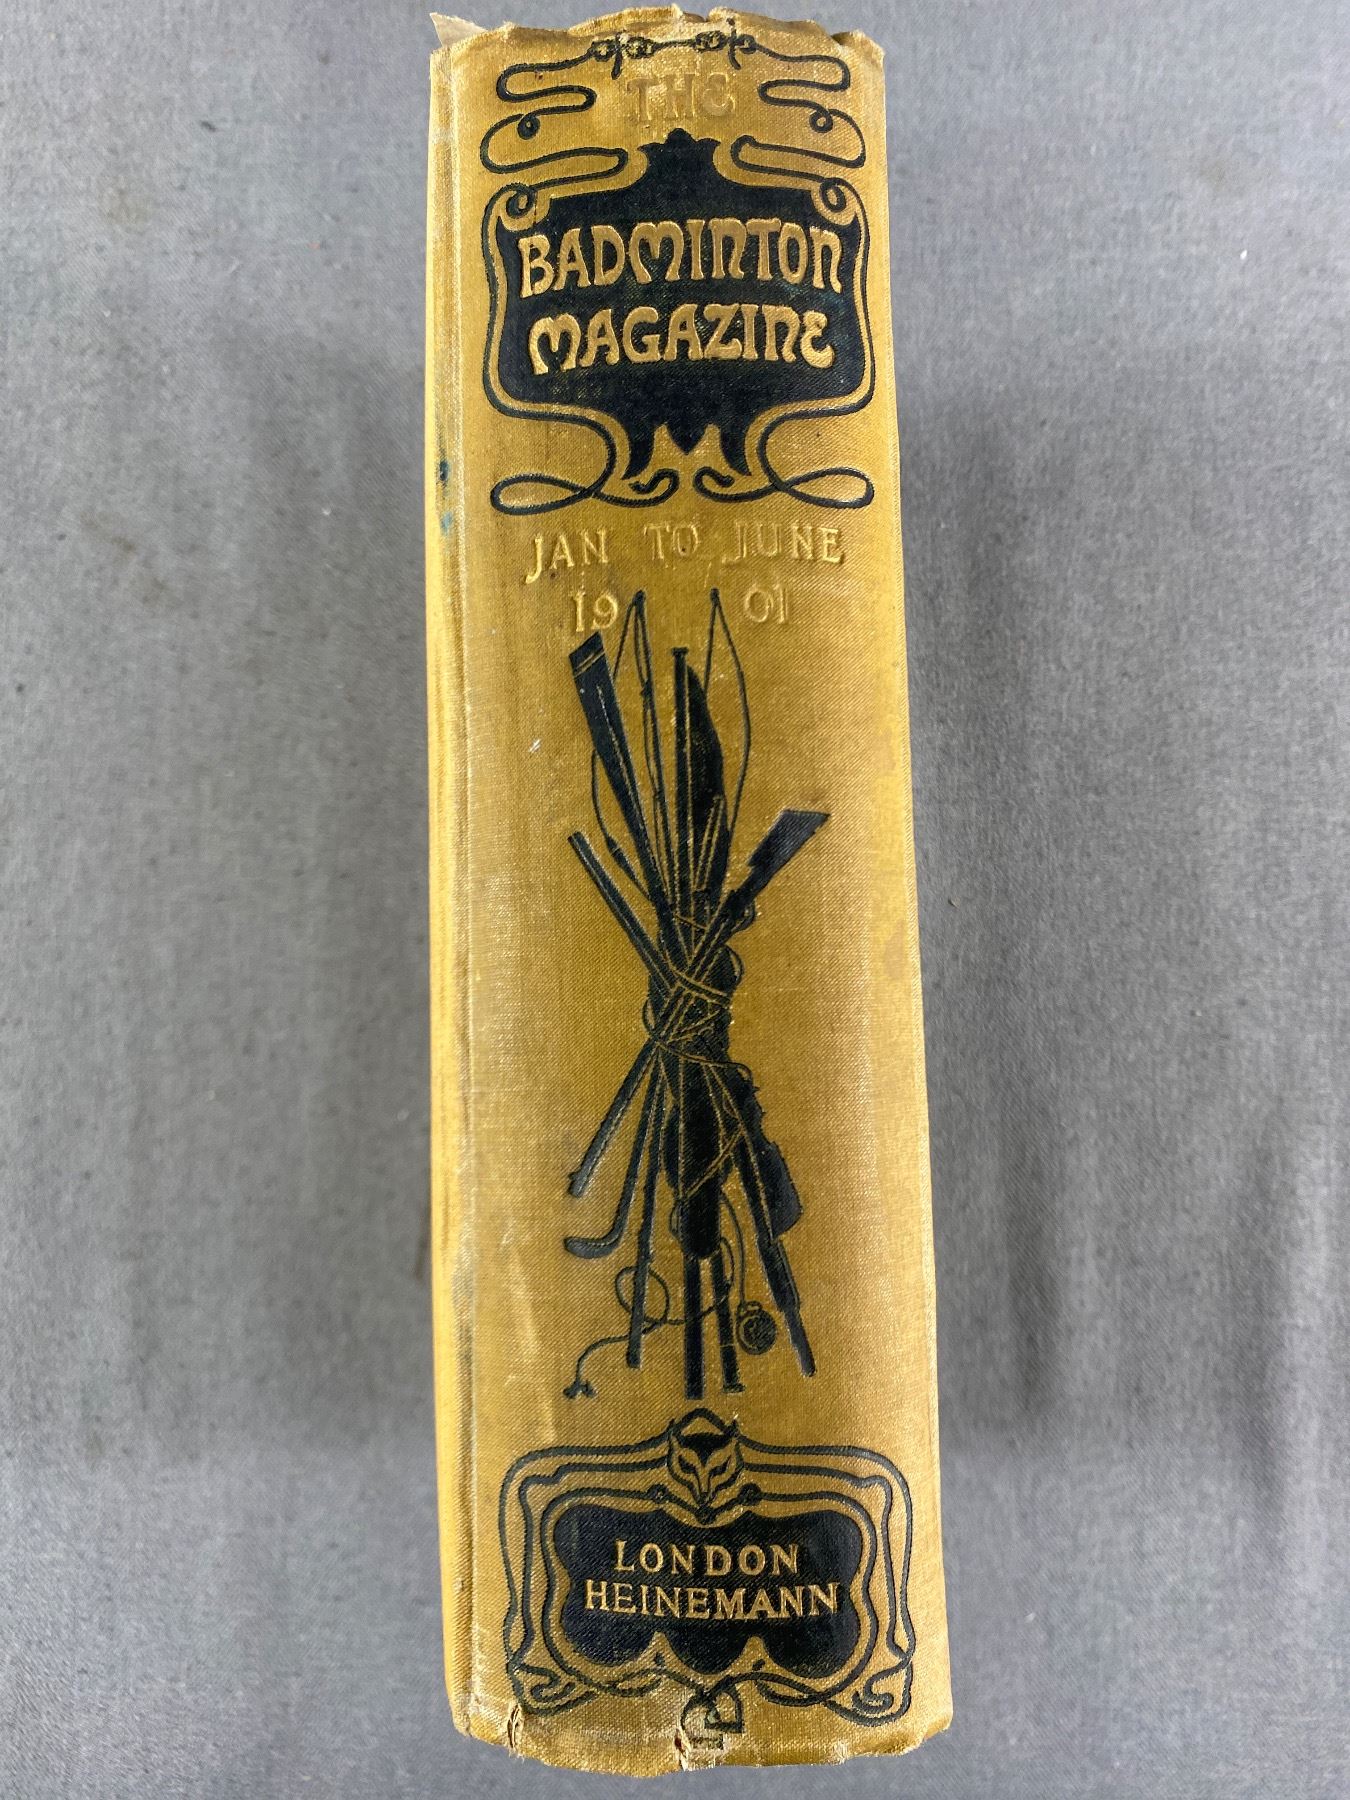 THE
BADMINTON
MAGAZINE
JAN TO JUNE
19 01
LONDON
HEINEMANN